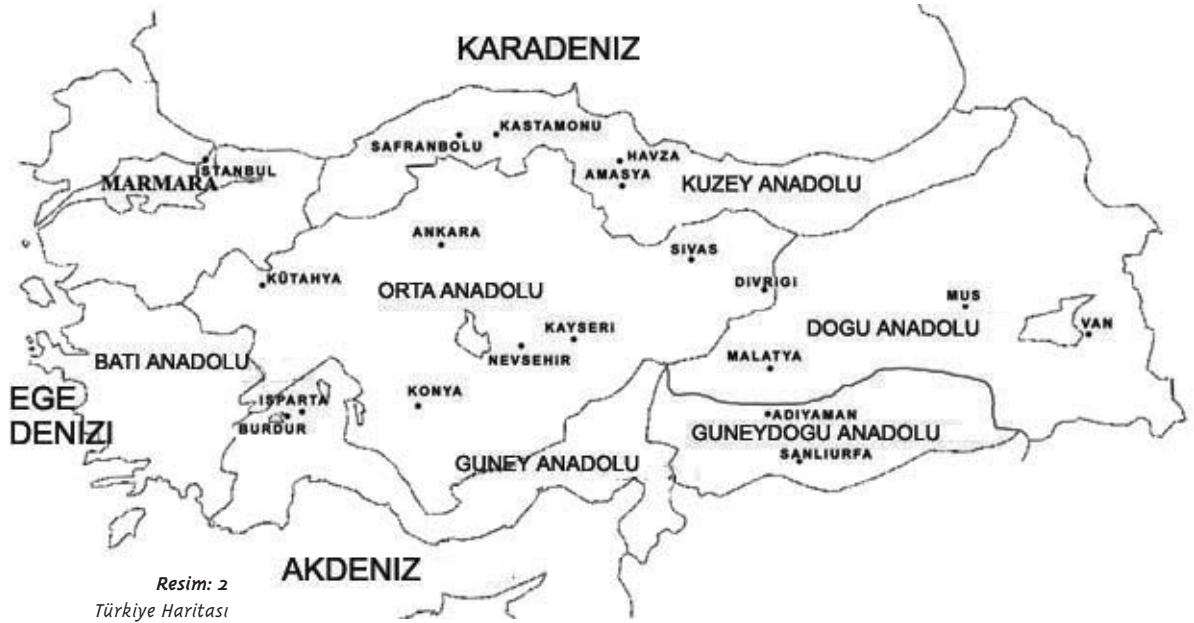 KARADENIZ
KASTAMONU
SAFRANBOLU
HAVZA
STANBUL
AMASYA
MARMARA
KUZEY ANADOLU
ANKARA
SIVAS
KÜTAHYA
DIVRIGI
ORTA ANADOLU
MUS
KAYSERI
DOGU ANADOLU
VAN
NEVSEHIR
BATI ANADOLU
MALATYA
KONYA
ISPARTA
EGE
DENIZI
ADIYAMAN
BURDUR
GUNEYDOGU ANADOLU
SANLIURFA
GUNEY ANADOLU
AKDENIZ
Resim: 2
Türkiye Haritası